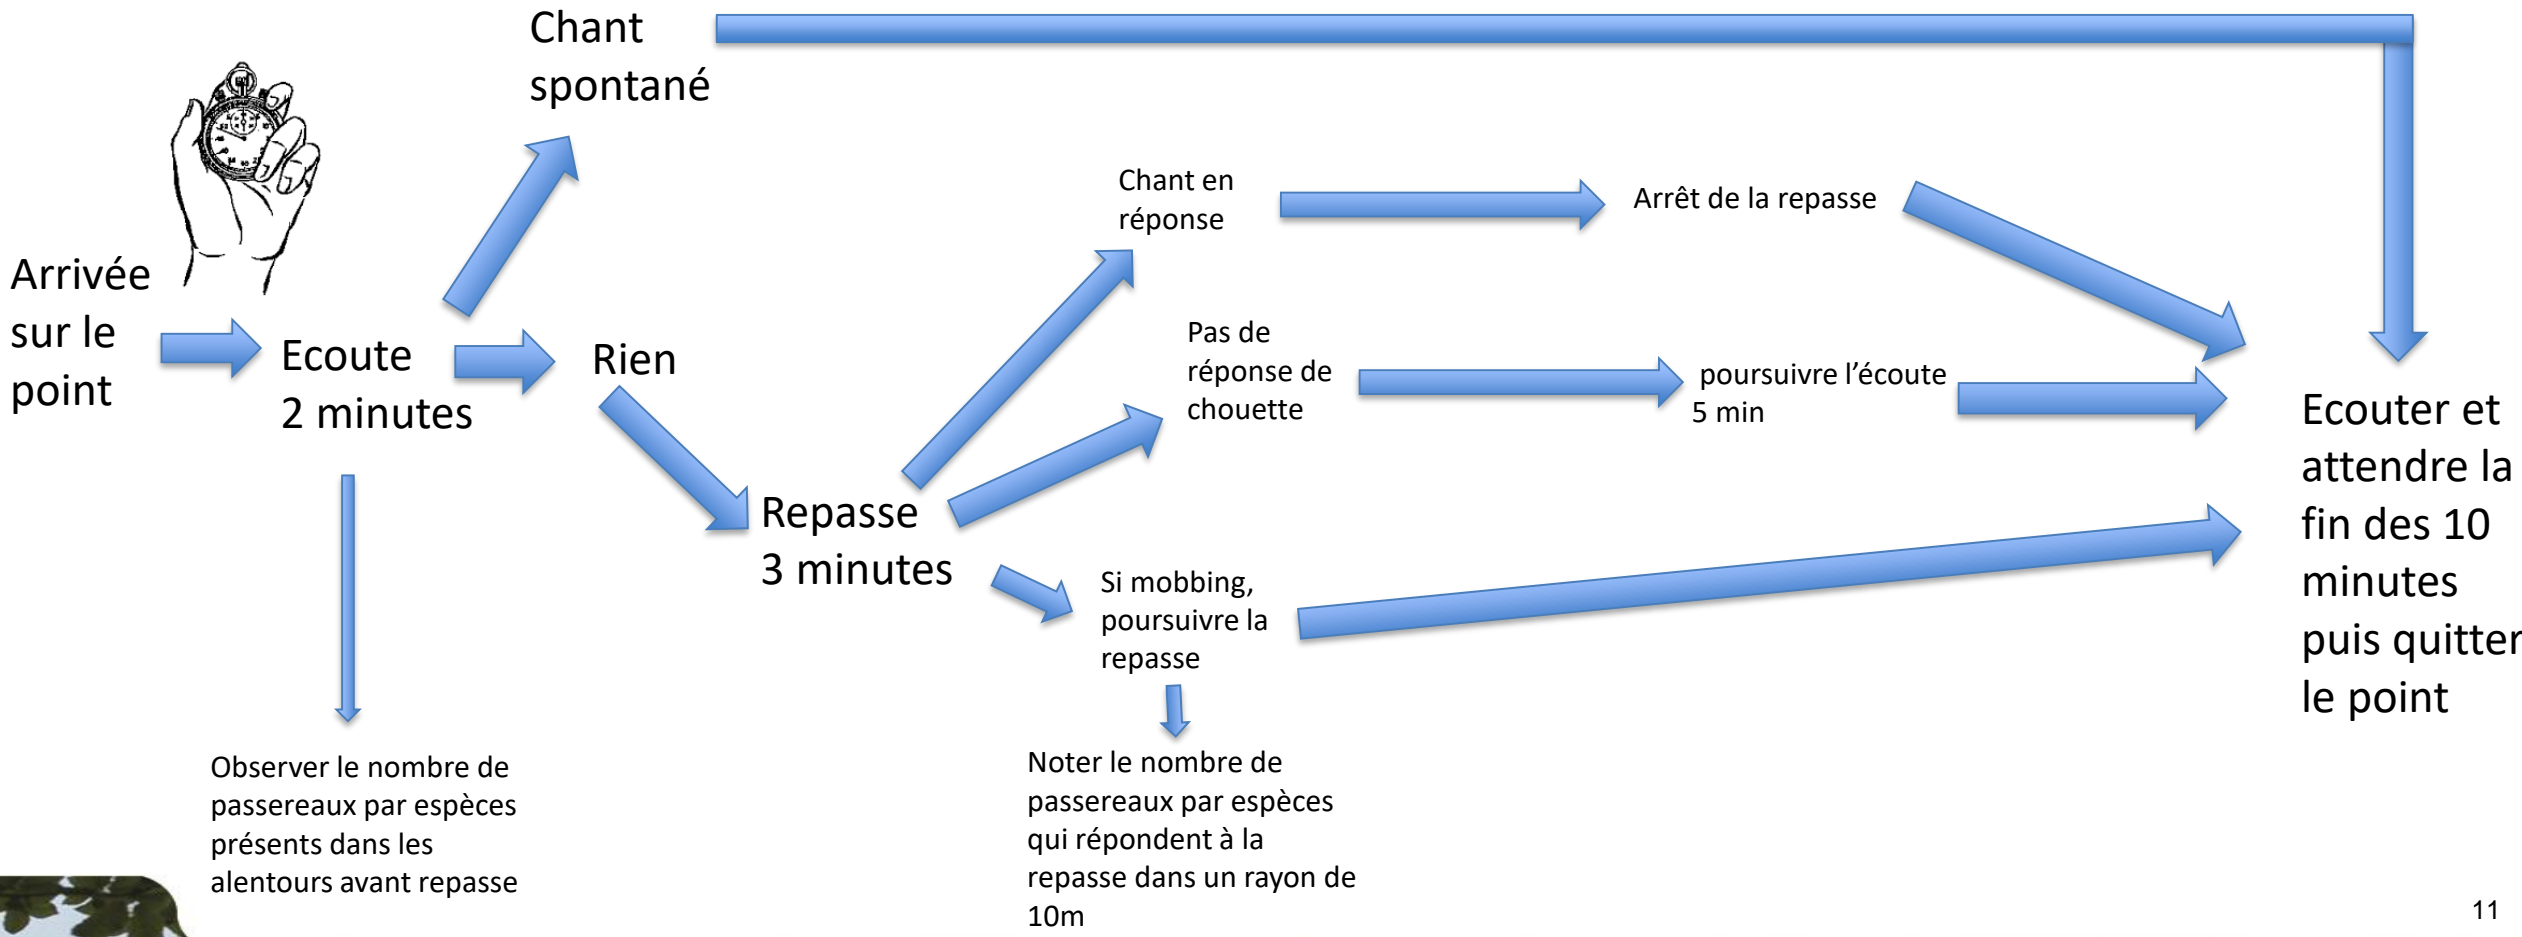 Chant
spontané
Arrivée
sur le
point
Ecoute
2 minutes
Rien
Observer le nombre de
passereaux par espèces
présents dans les
alentours avant repasse
Repasse
3 minutes
Chant en
réponse
Arrêt de la repasse
Pas de
réponse de
chouette
poursuivre l’écoute
5 min
Si mobbing,
poursuivre la
repasse
Noter le nombre de
passereaux par espèces
qui répondent à la
repasse dans un rayon de
10m
Ecouter et
attendre la
fin des 10
minutes
puis quitter
le point
11